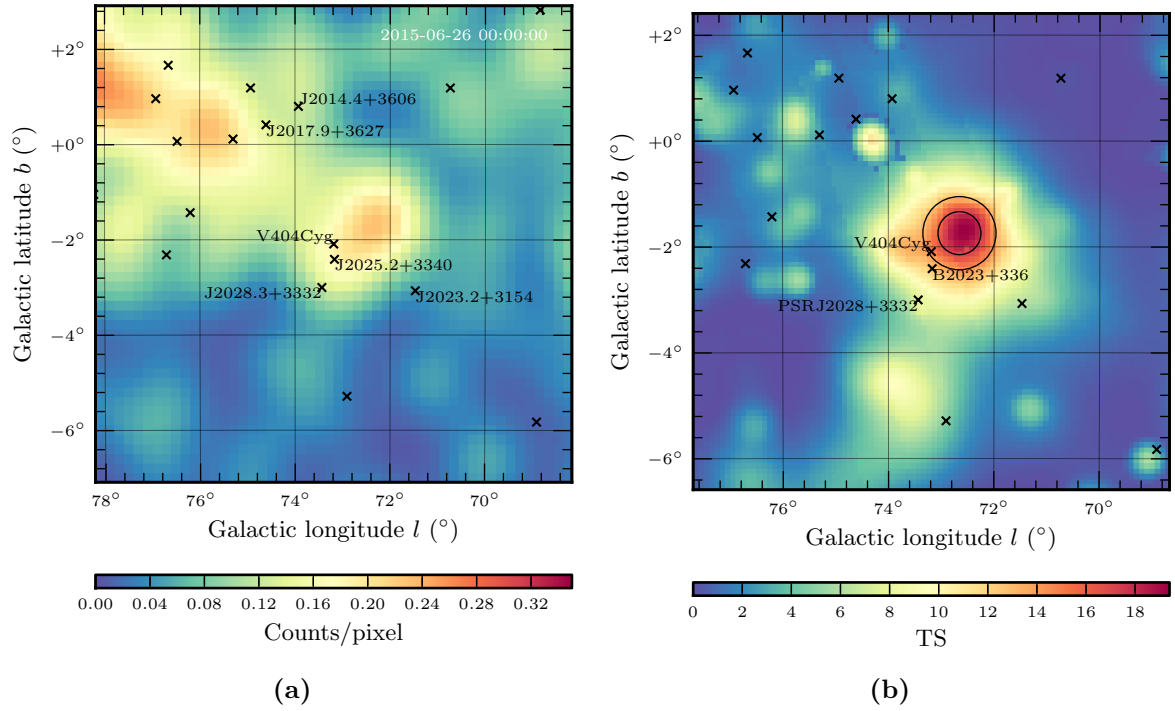 2015-06-26 00:00:00
+2°
+0°
−2°
−4°
−6°
Galactic latitude b (°)
J2014.4+3606
J2017.9+3627
V404Cyg
J2025.2+3340
J2028.3+3332
J2023.2+3154
78° 76° 74° 72° 70°
Galactic longitude l (°)
0.00 0.04 0.08 0.12 0.16 0.20 0.24 0.28 0.32
Counts/pixel
(a)
+2°
+0°
−2°
−4°
−6°
Galactic latitude b (°)
V404Cyg
B2023+336
PSRJ2028+3332
76° 74° 72° 70°
Galactic longitude l (°)
0 2 4 6 8 10 12 14 16 18
TS
(b)